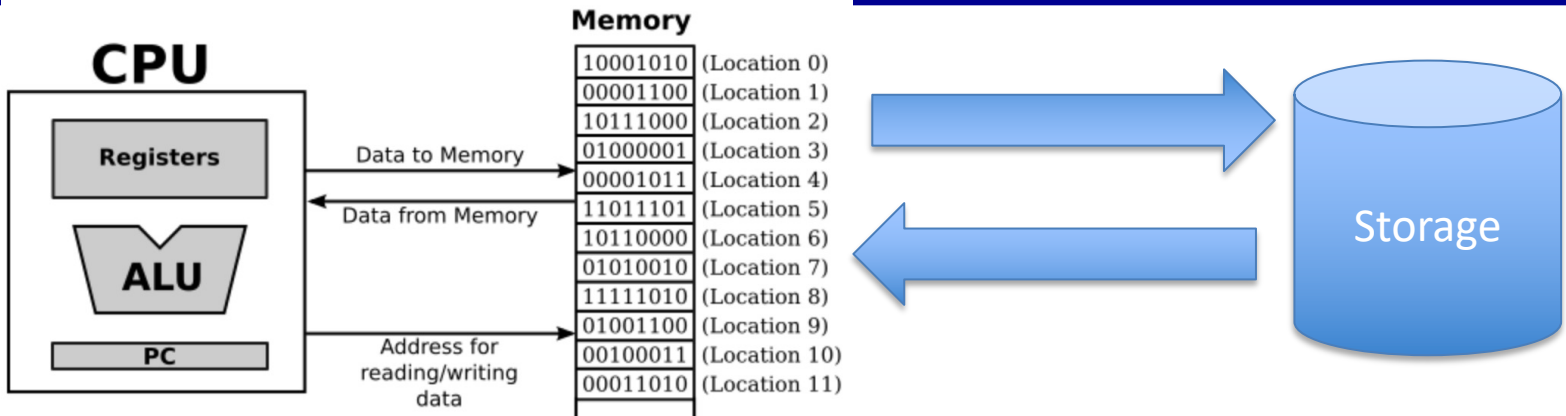 CPU
Registers
ALU
PC
Data to Memory
Data from Memory
Address for
reading/writing
data
Memory
10001010 (Location 0)
00001100 (Location 1)
10111000 (Location 2)
01000001 (Location 3)
00001011 (Location 4)
11011101 (Location 5)
10110000 (Location 6)
01010010 (Location 7)
11111010 (Location 8)
01001100 (Location 9)
00100011 (Location 10)
00011010 (Location 11)
Storage